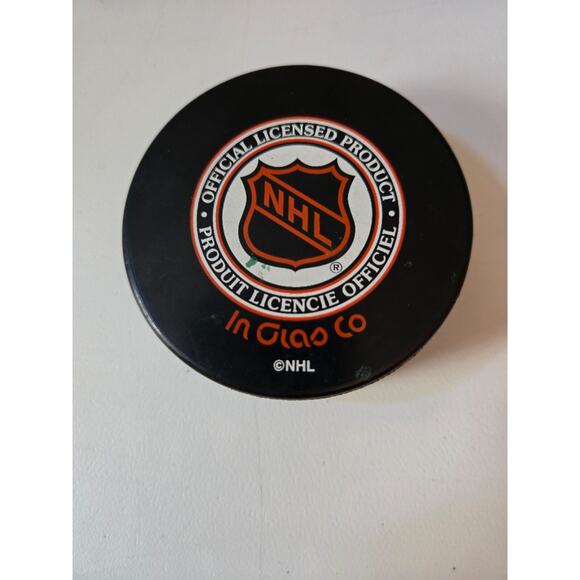 • OFFICIAL LICENSED PRODUCT •
NHL
®
PRODUIT LICENCIE OFFICIEL
In Glas Co
©NHL